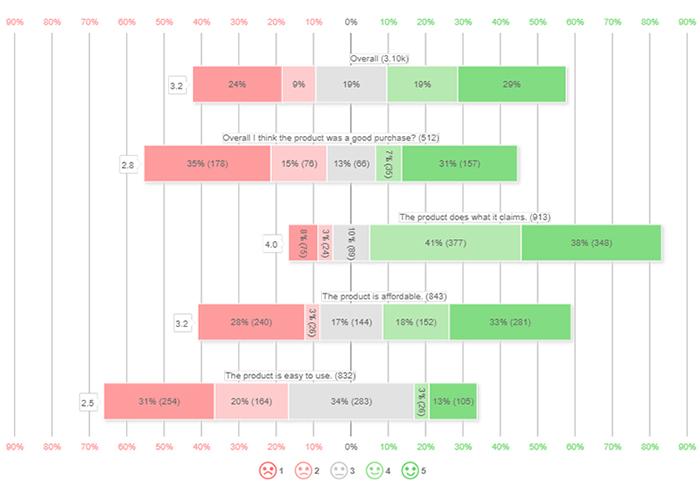 90% 80% 70% 60% 50% 40% 30% 20% 10% 0% 10% 20% 30% 40% 50% 60% 70% 80% 90%
Overall (3.10k)
3.2 24% 9% 19% 19% 29%
Overall I think the product was a good purchase? (512)
2.8 35% (178) 15% (76) 13% (66) 7% (35) 31% (157)
The product does what it claims. (913)
4.0 8% (75) 3% (24) 10% (89) 41% (377) 38% (348)
The product is affordable. (843)
3.2 28% (240) 3% (26) 17% (144) 18% (152) 33% (281)
The product is easy to use. (832)
2.5 31% (254) 20% (164) 34% (283) 3% (26) 13% (105)
90% 80% 70% 60% 50% 40% 30% 20% 10% 0% 10% 20% 30% 40% 50% 60% 70% 80% 90%
1 2 3 4 5